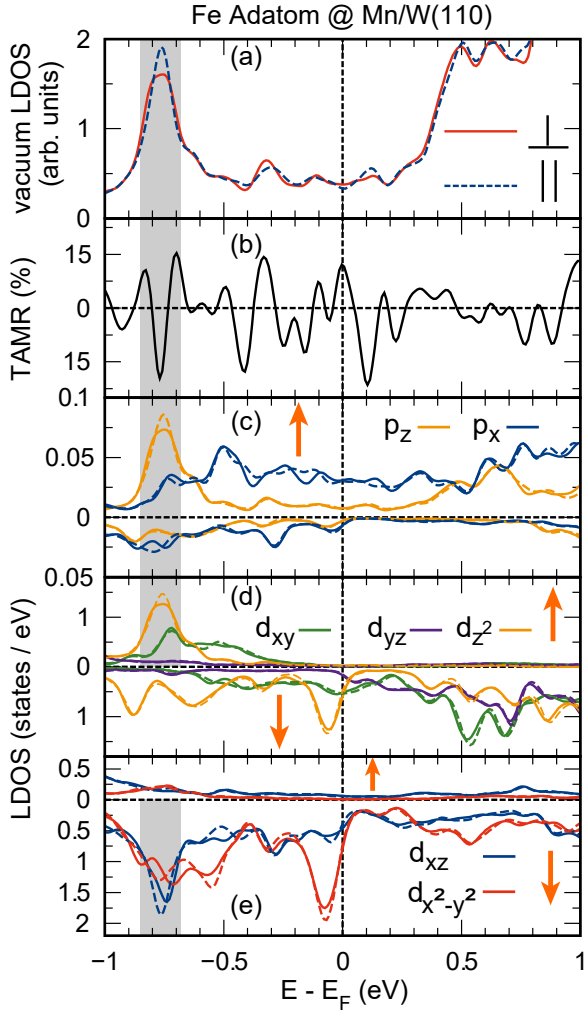 Fe Adatom @ Mn/W(110)
2
(a)
vacuum LDOS
(arb. units)
1
⊥
||
0
(b)
15
TAMR (%)
0
15
0.1
(c)
p_z
p_x
0.05
0
0.05
(d)
1
d_xy
d_yz
d_z²
0
LDOS (states / eV)
1
0.5
0
0.5
d_xz
1
d_x²-y²
1.5
2
(e)
−1
−0.5
0
0.5
1
E - E_F (eV)